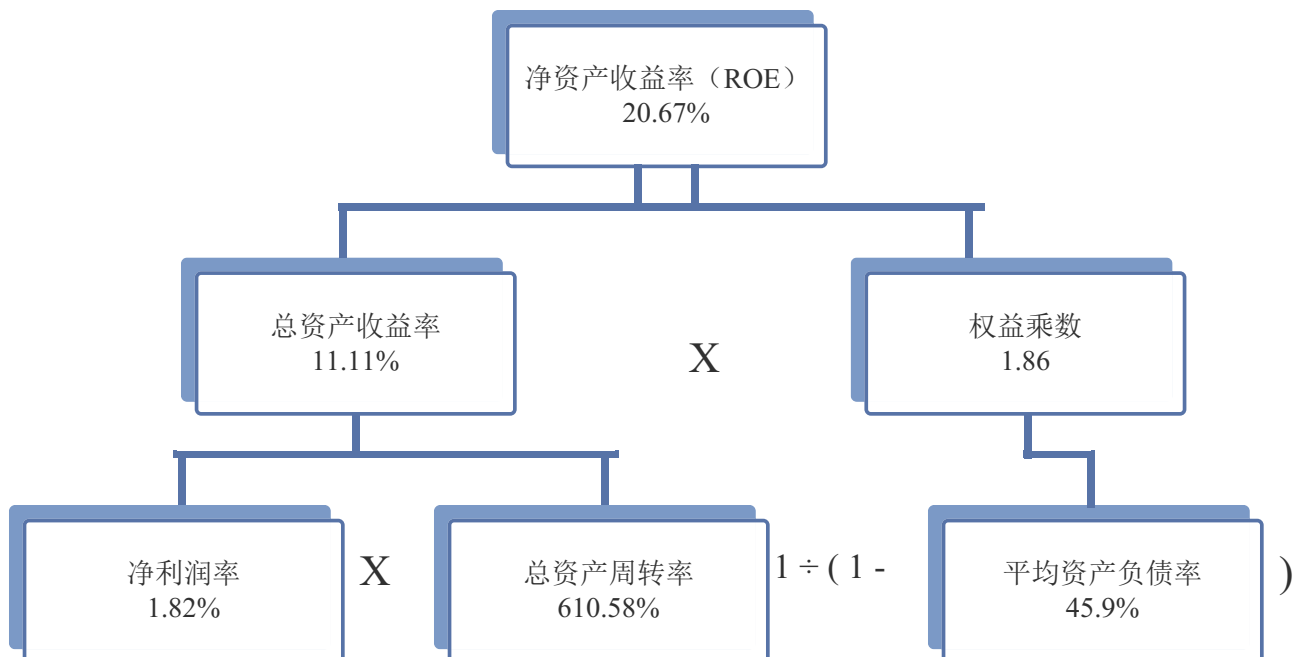 净资产收益率（ROE）
20.67%
总资产收益率
11.11%
X
权益乘数
1.86
净利润率
1.82%
X
总资产周转率
610.58%
1 ÷ ( 1 -
平均资产负债率
45.9%
)